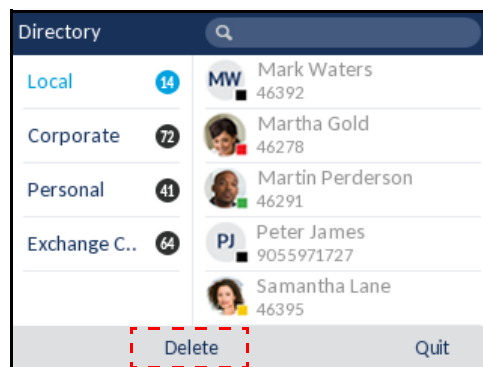 Directory
Local 14
Corporate 72
Personal 41
Exchange C.. 64
MW Mark Waters
46392
Martha Gold
46278
Martin Perderson
46291
PJ Peter James
9055971727
Samantha Lane
46395
Delete Quit